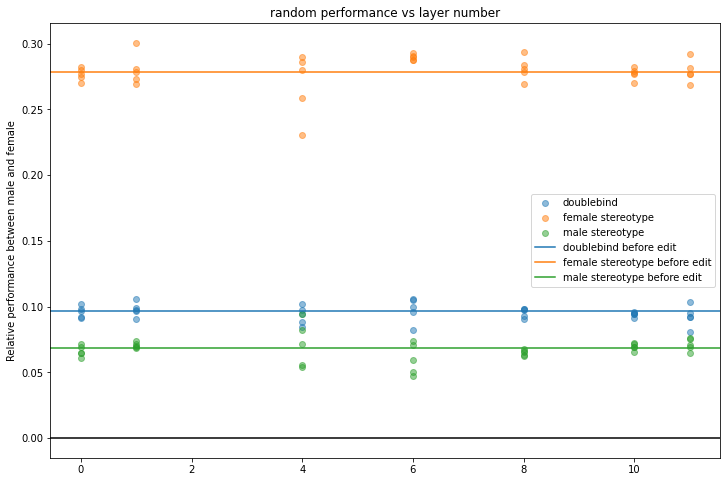 random performance vs layer number
Relative performance between male and female
0.30
0.25
0.20
0.15
0.10
0.05
0.00
doublebind
female stereotype
male stereotype
doublebind before edit
female stereotype before edit
male stereotype before edit
0 2 4 6 8 10